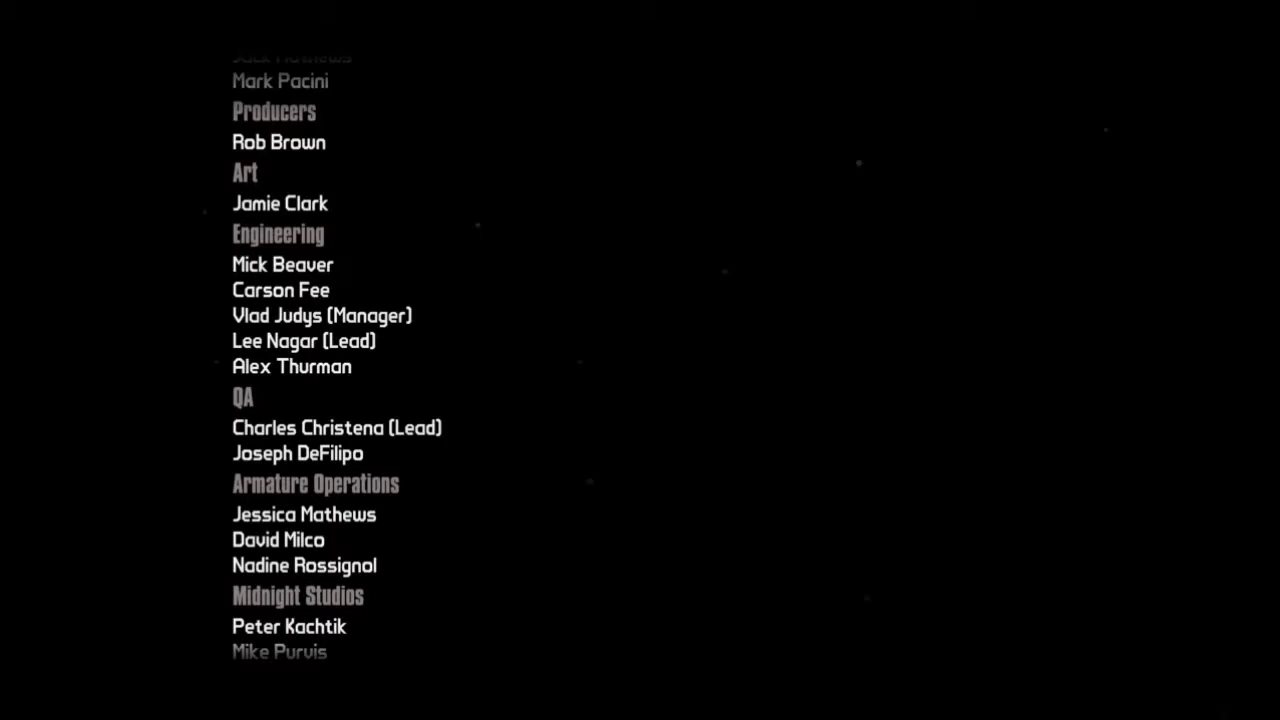 Mark Pacini
Producers
Rob Brown
Art
Jamie Clark
Engineering
Mick Beaver
Carson Fee
Vlad Judys (Manager)
Lee Nagar (Lead)
Alex Thurman
QA
Charles Christena (Lead)
Joseph DeFilipo
Armature Operations
Jessica Mathews
David Milco
Nadine Rossignol
Midnight Studios
Peter Kachtik
Mike Purvis